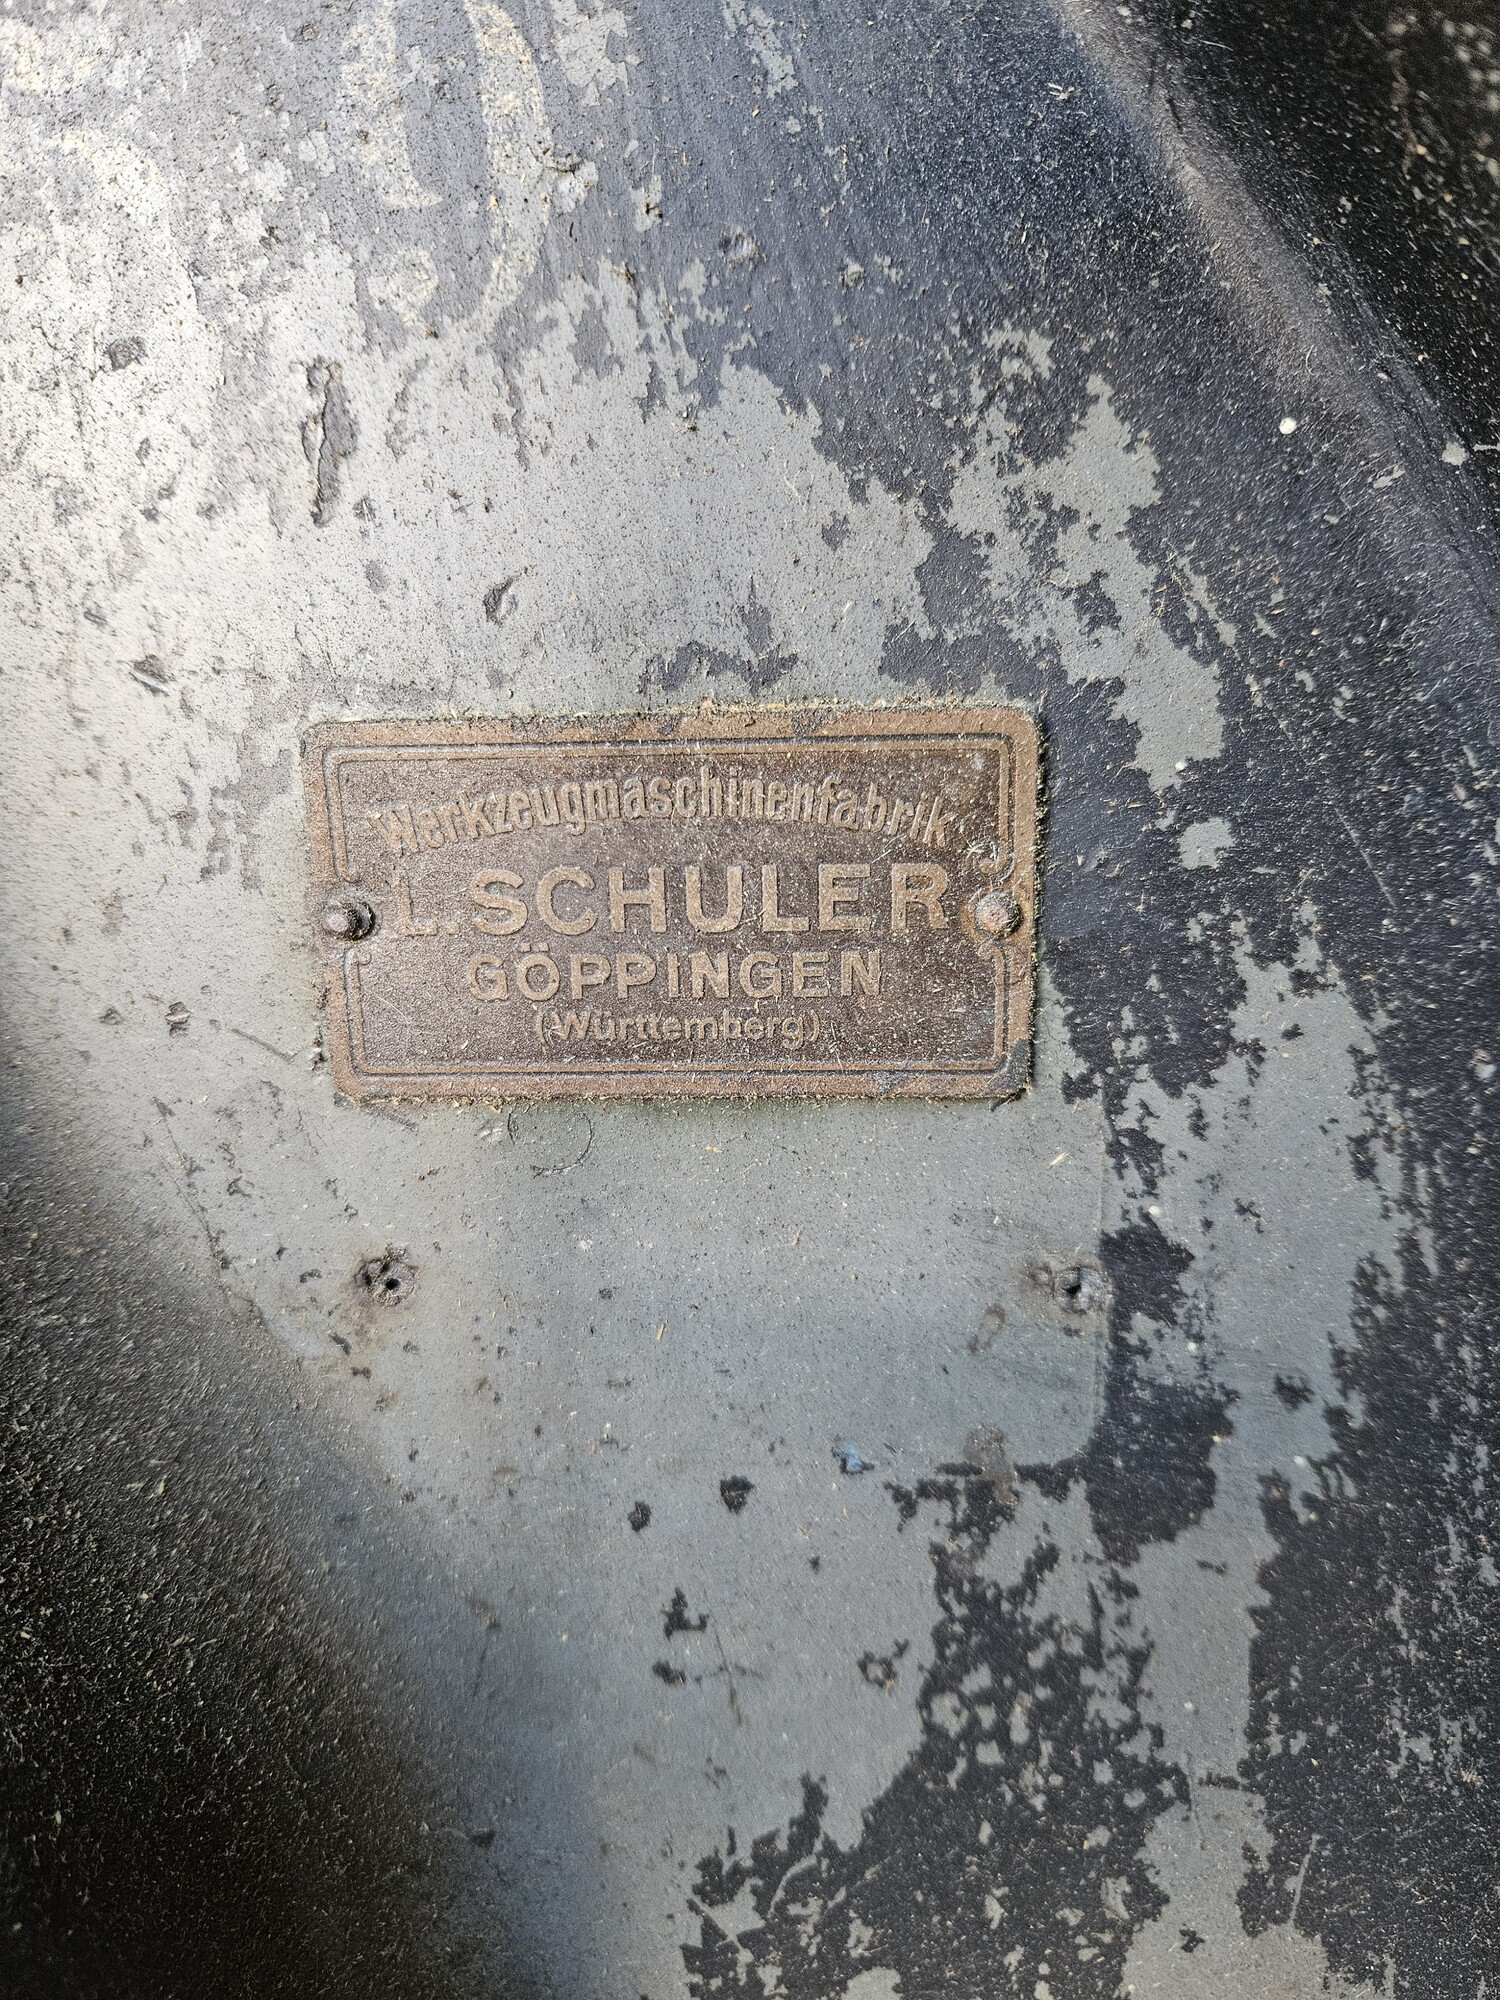 Werkzeugmaschinenfabrik
L. SCHULER
GÖPPINGEN
(Württemberg)